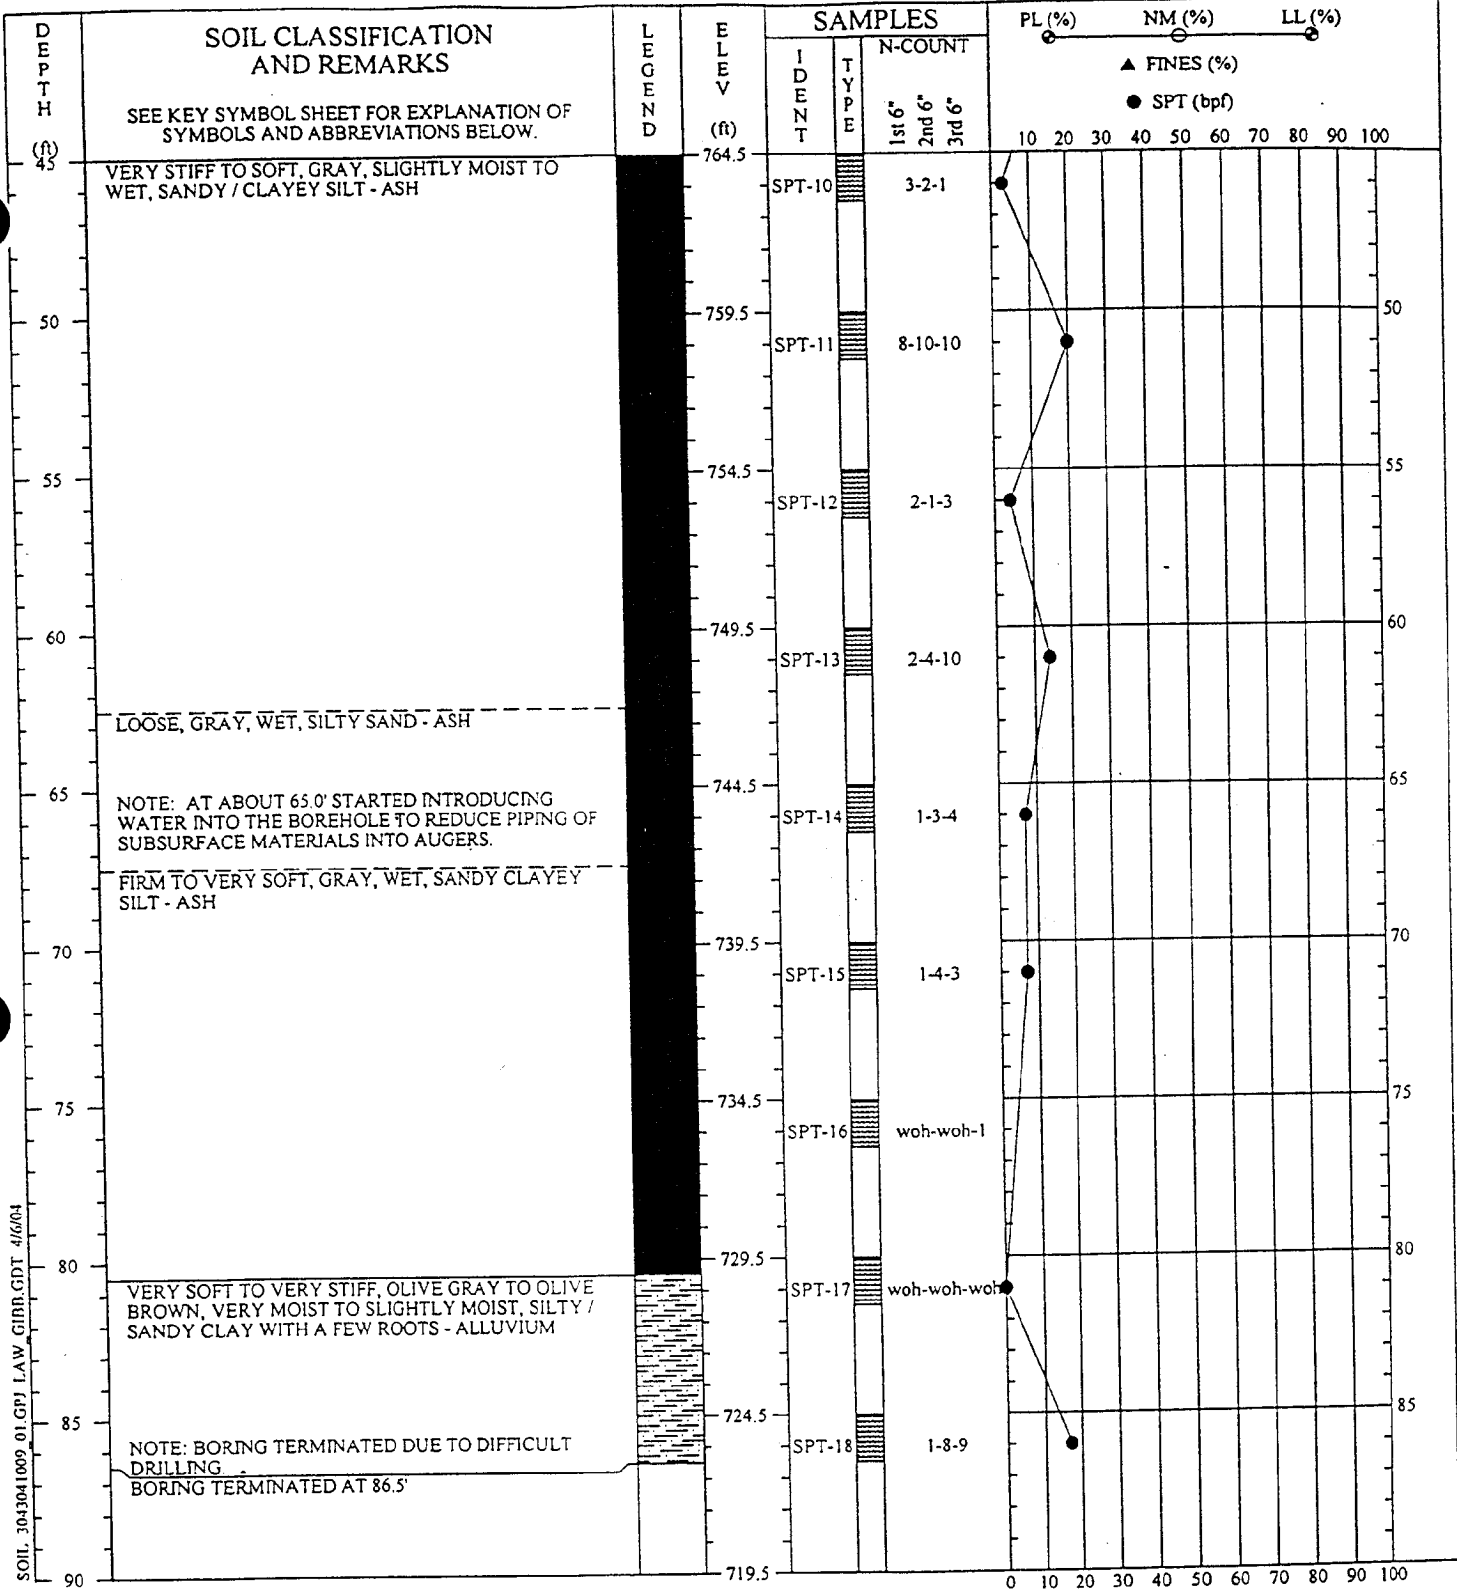 DEPTH (ft)
SOIL CLASSIFICATION
AND REMARKS
SEE KEY SYMBOL SHEET FOR EXPLANATION OF
SYMBOLS AND ABBREVIATIONS BELOW.
LEGEND
ELEV (ft)
SAMPLES
IDENT
TYPE
N-COUNT
1st 6"
2nd 6"
3rd 6"
PL (%) NM (%) LL (%)
▲ FINES (%)
● SPT (bpf)
10 20 30 40 50 60 70 80 90 100
45
VERY STIFF TO SOFT, GRAY, SLIGHTLY MOIST TO
WET, SANDY / CLAYEY SILT - ASH
764.5
SPT-10 3-2-1
50 759.5 50
SPT-11 8-10-10
55 754.5 55
SPT-12 2-1-3
60 749.5 60
SPT-13 2-4-10
LOOSE, GRAY, WET, SILTY SAND - ASH
65 744.5 65
NOTE: AT ABOUT 65.0' STARTED INTRODUCING
WATER INTO THE BOREHOLE TO REDUCE PIPING OF
SUBSURFACE MATERIALS INTO AUGERS.
SPT-14 1-3-4
FIRM TO VERY SOFT, GRAY, WET, SANDY CLAYEY
SILT - ASH
70 739.5 70
SPT-15 1-4-3
75 734.5 75
SPT-16 woh-woh-1
80 729.5 80
VERY SOFT TO VERY STIFF, OLIVE GRAY TO OLIVE
BROWN, VERY MOIST TO SLIGHTLY MOIST, SILTY /
SANDY CLAY WITH A FEW ROOTS - ALLUVIUM
SPT-17 woh-woh-woh
85 724.5 85
NOTE: BORING TERMINATED DUE TO DIFFICULT
DRILLING.
SPT-18 1-8-9
BORING TERMINATED AT 86.5'
90 719.5
0 10 20 30 40 50 60 70 80 90 100
SOIL 3043041009_01.GPJ LAW_GIBB.GDT 4/6/04